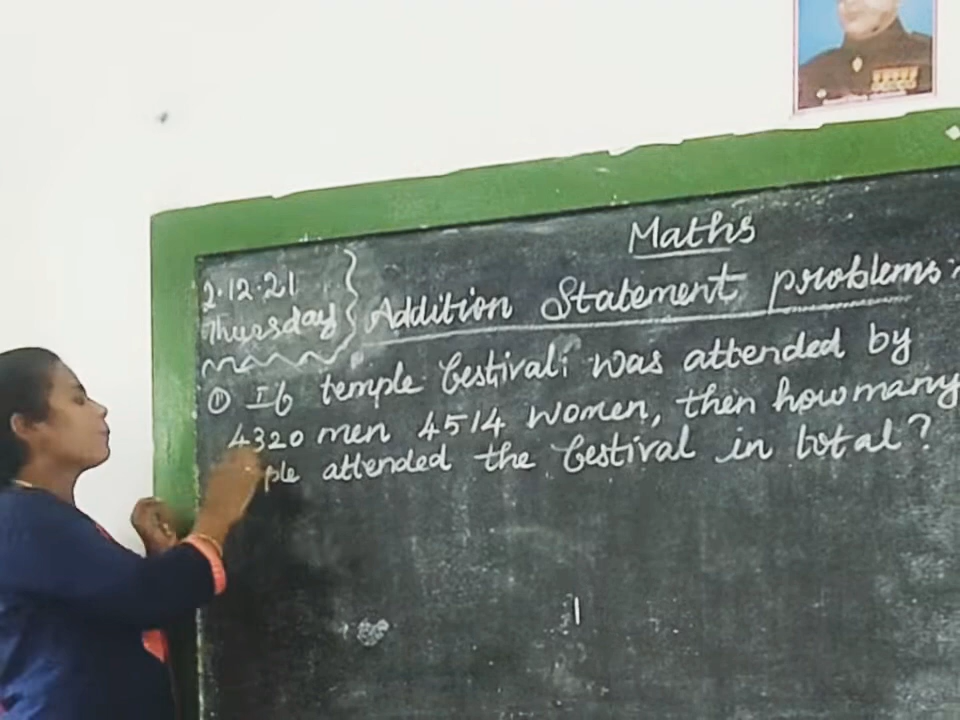 Maths
2.12.21
Thursday
Addition Statement problems:-
① If temple festival: was attended by
4320 men 4514 women, then how many
ple attended the festival in total?